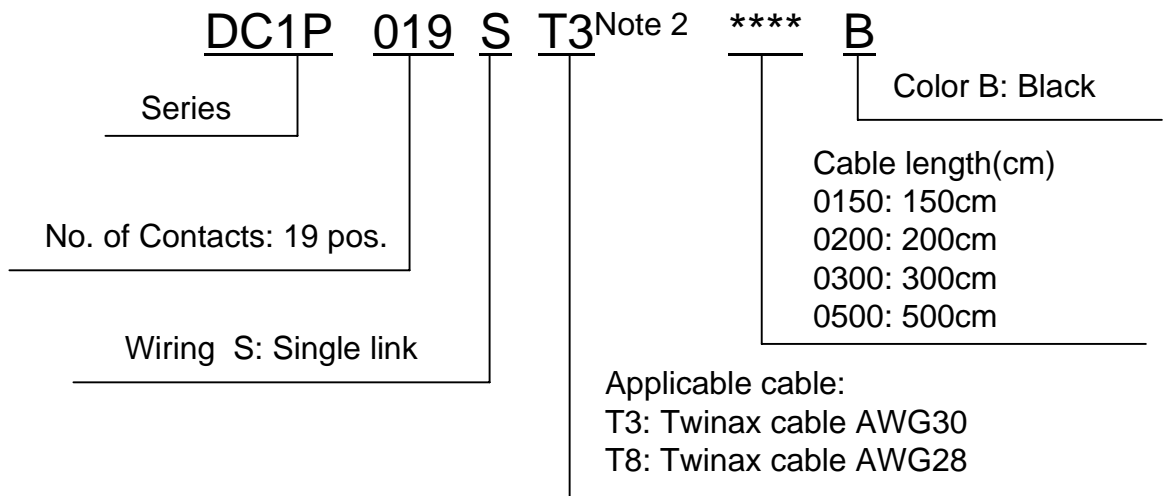 DC1P 019 S T3Note 2 **** B
Color B: Black
Series
Cable length(cm)
0150: 150cm
0200: 200cm
0300: 300cm
0500: 500cm
No. of Contacts: 19 pos.
Wiring  S: Single link
Applicable cable:
T3: Twinax cable AWG30
T8: Twinax cable AWG28